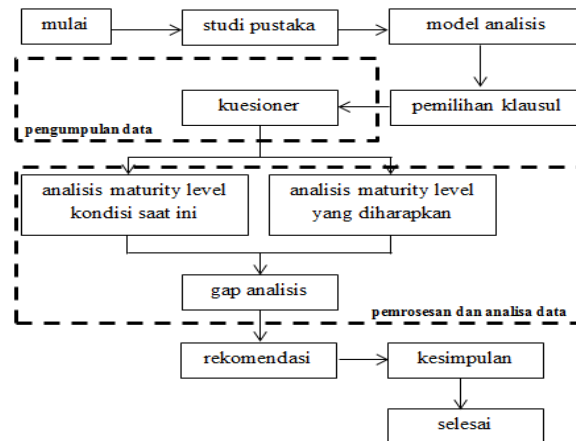 mulai
studi pustaka
model analisis
kuesioner
pemilihan klausul
pengumpulan data
analisis maturity level
kondisi saat ini
analisis maturity level
yang diharapkan
gap analisis
pemrosesan dan analisa data
rekomendasi
kesimpulan
selesai